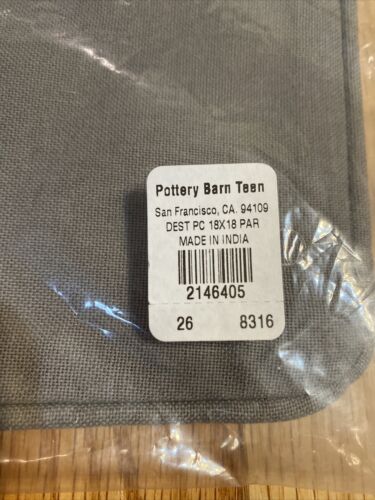 Pottery Barn Teen
San Francisco, CA. 94109
DEST PC 18X18 PAR
MADE IN INDIA
2146405
26 8316